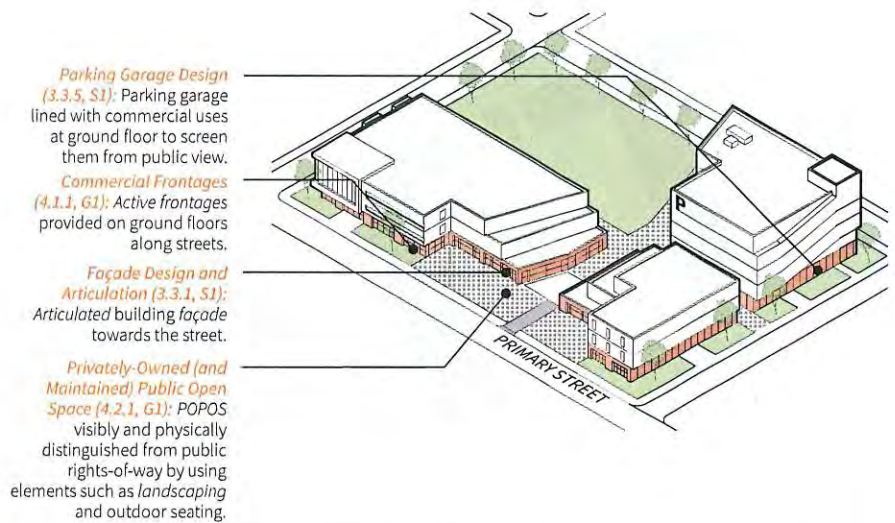 Parking Garage Design
(3.3.5, S1): Parking garage
lined with commercial uses
at ground floor to screen
them from public view.
Commercial Frontages
(4.1.1, G1): Active frontages
provided on ground floors
along streets.
Façade Design and
Articulation (3.3.1, S1):
Articulated building façade
towards the street.
Privately-Owned (and
Maintained) Public Open
Space (4.2.1, G1): POPOS
visibly and physically
distinguished from public
rights-of-way by using
elements such as landscaping
and outdoor seating.
P
PRIMARY STREET